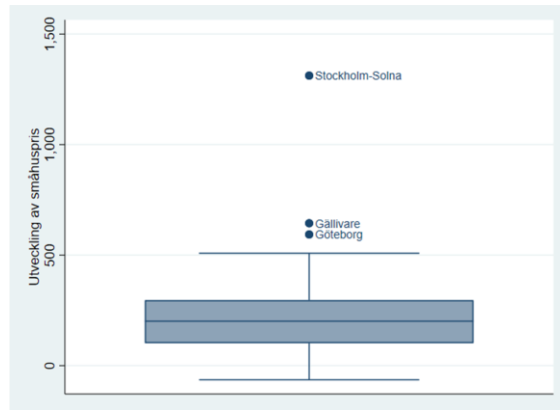 Utveckling av småhuspris
1,500
1,000
500
0
Stockholm-Solna
Gällivare
Göteborg